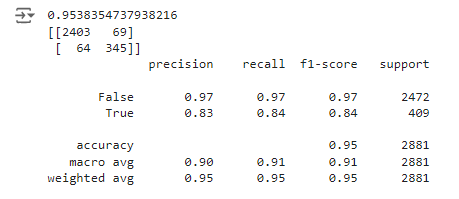 0.9538354737938216
[[2403   69]
 [  64  345]]
              precision    recall  f1-score   support

       False       0.97      0.97      0.97      2472
        True       0.83      0.84      0.84       409

    accuracy                           0.95      2881
   macro avg       0.90      0.91      0.91      2881
weighted avg       0.95      0.95      0.95      2881